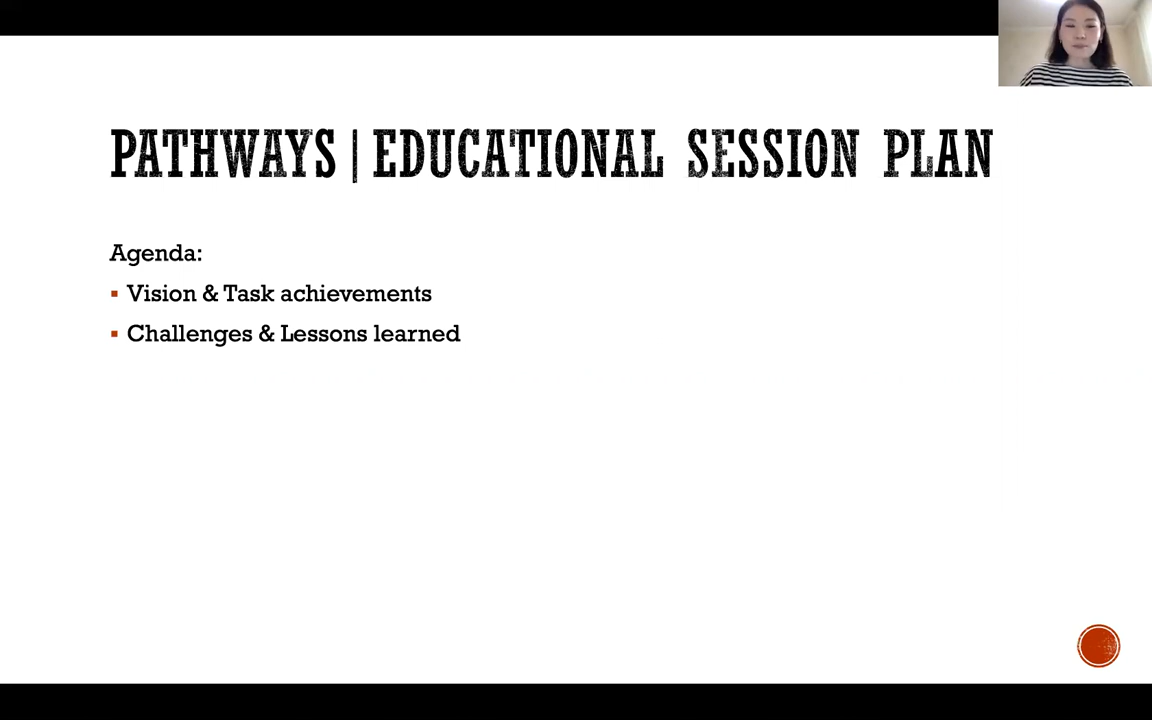 PATHWAYS | EDUCATIONAL SESSION PLAN
Agenda:
▪ Vision & Task achievements
▪ Challenges & Lessons learned